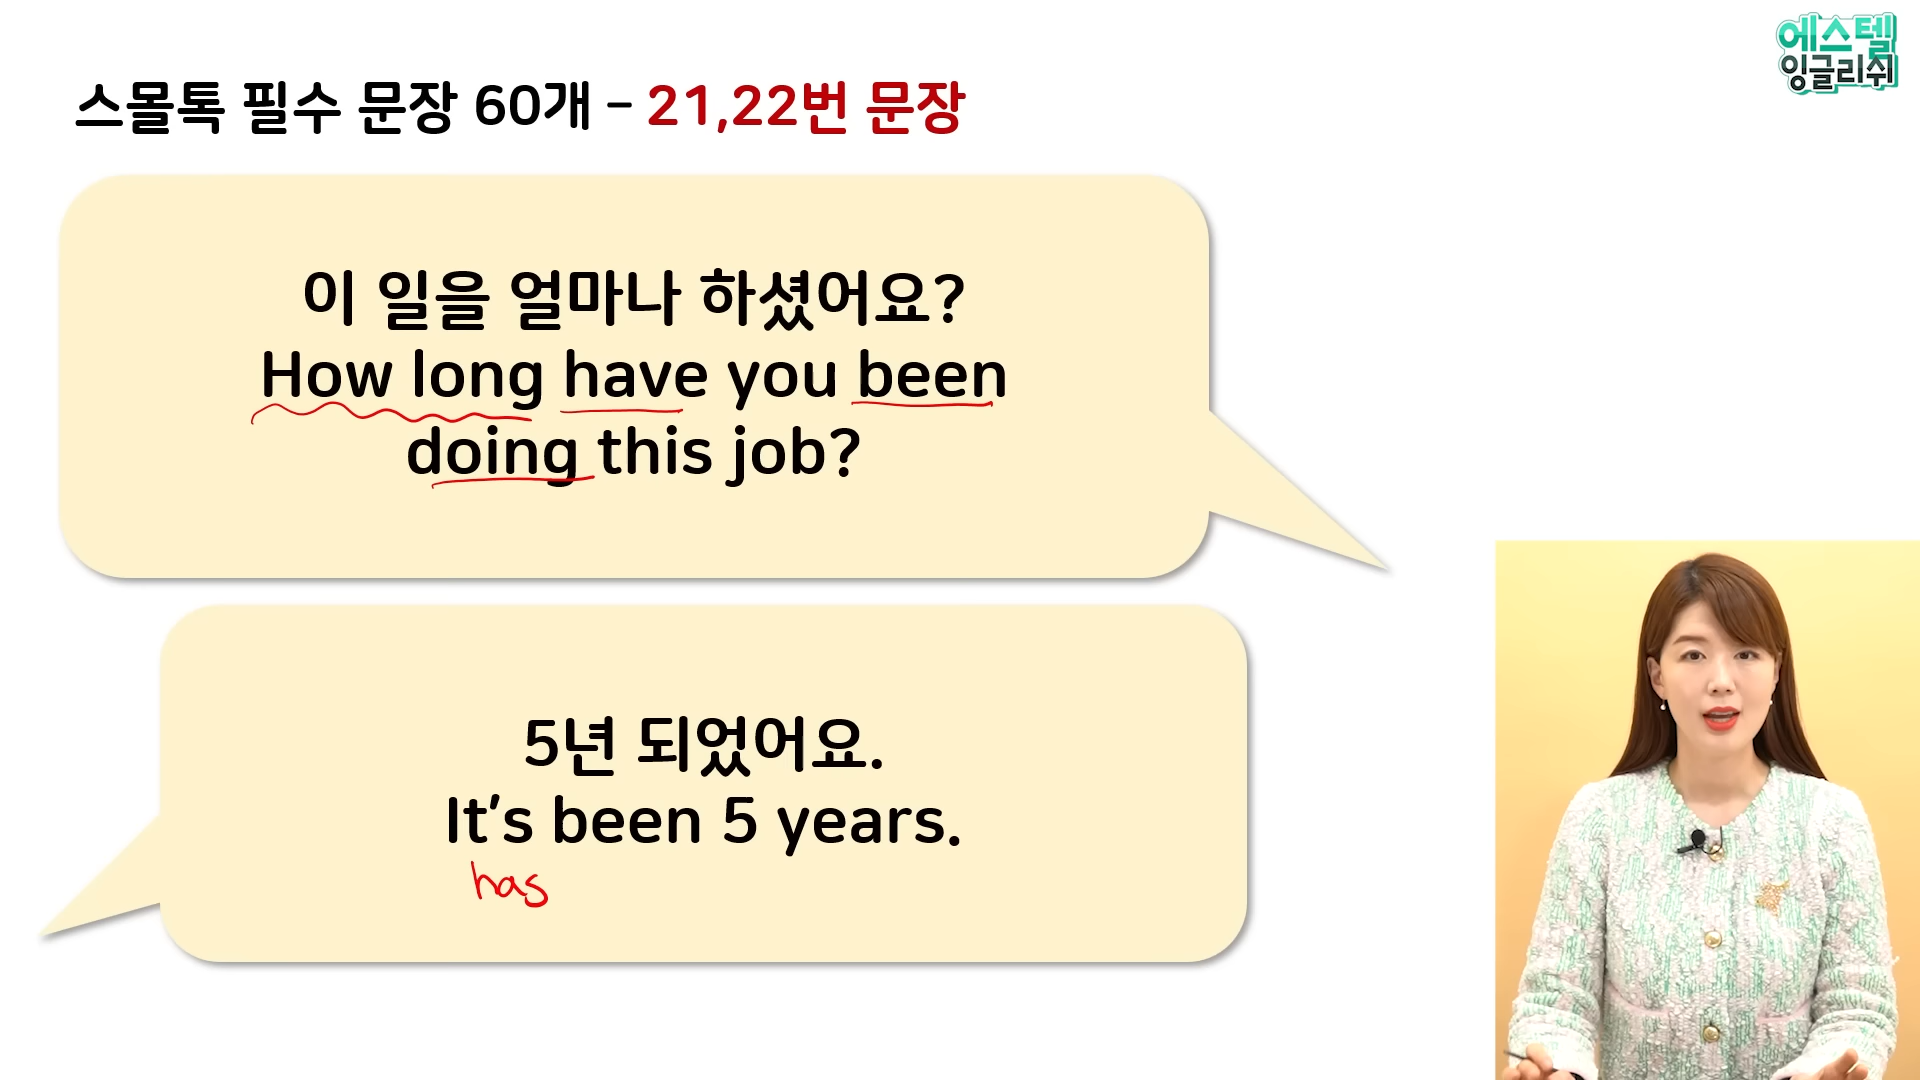 에스텔
잉글리쉬
스몰톡 필수 문장 60개 – 21,22번 문장
이 일을 얼마나 하셨어요?
How long have you been
doing this job?
5년 되었어요.
It's been 5 years.
has